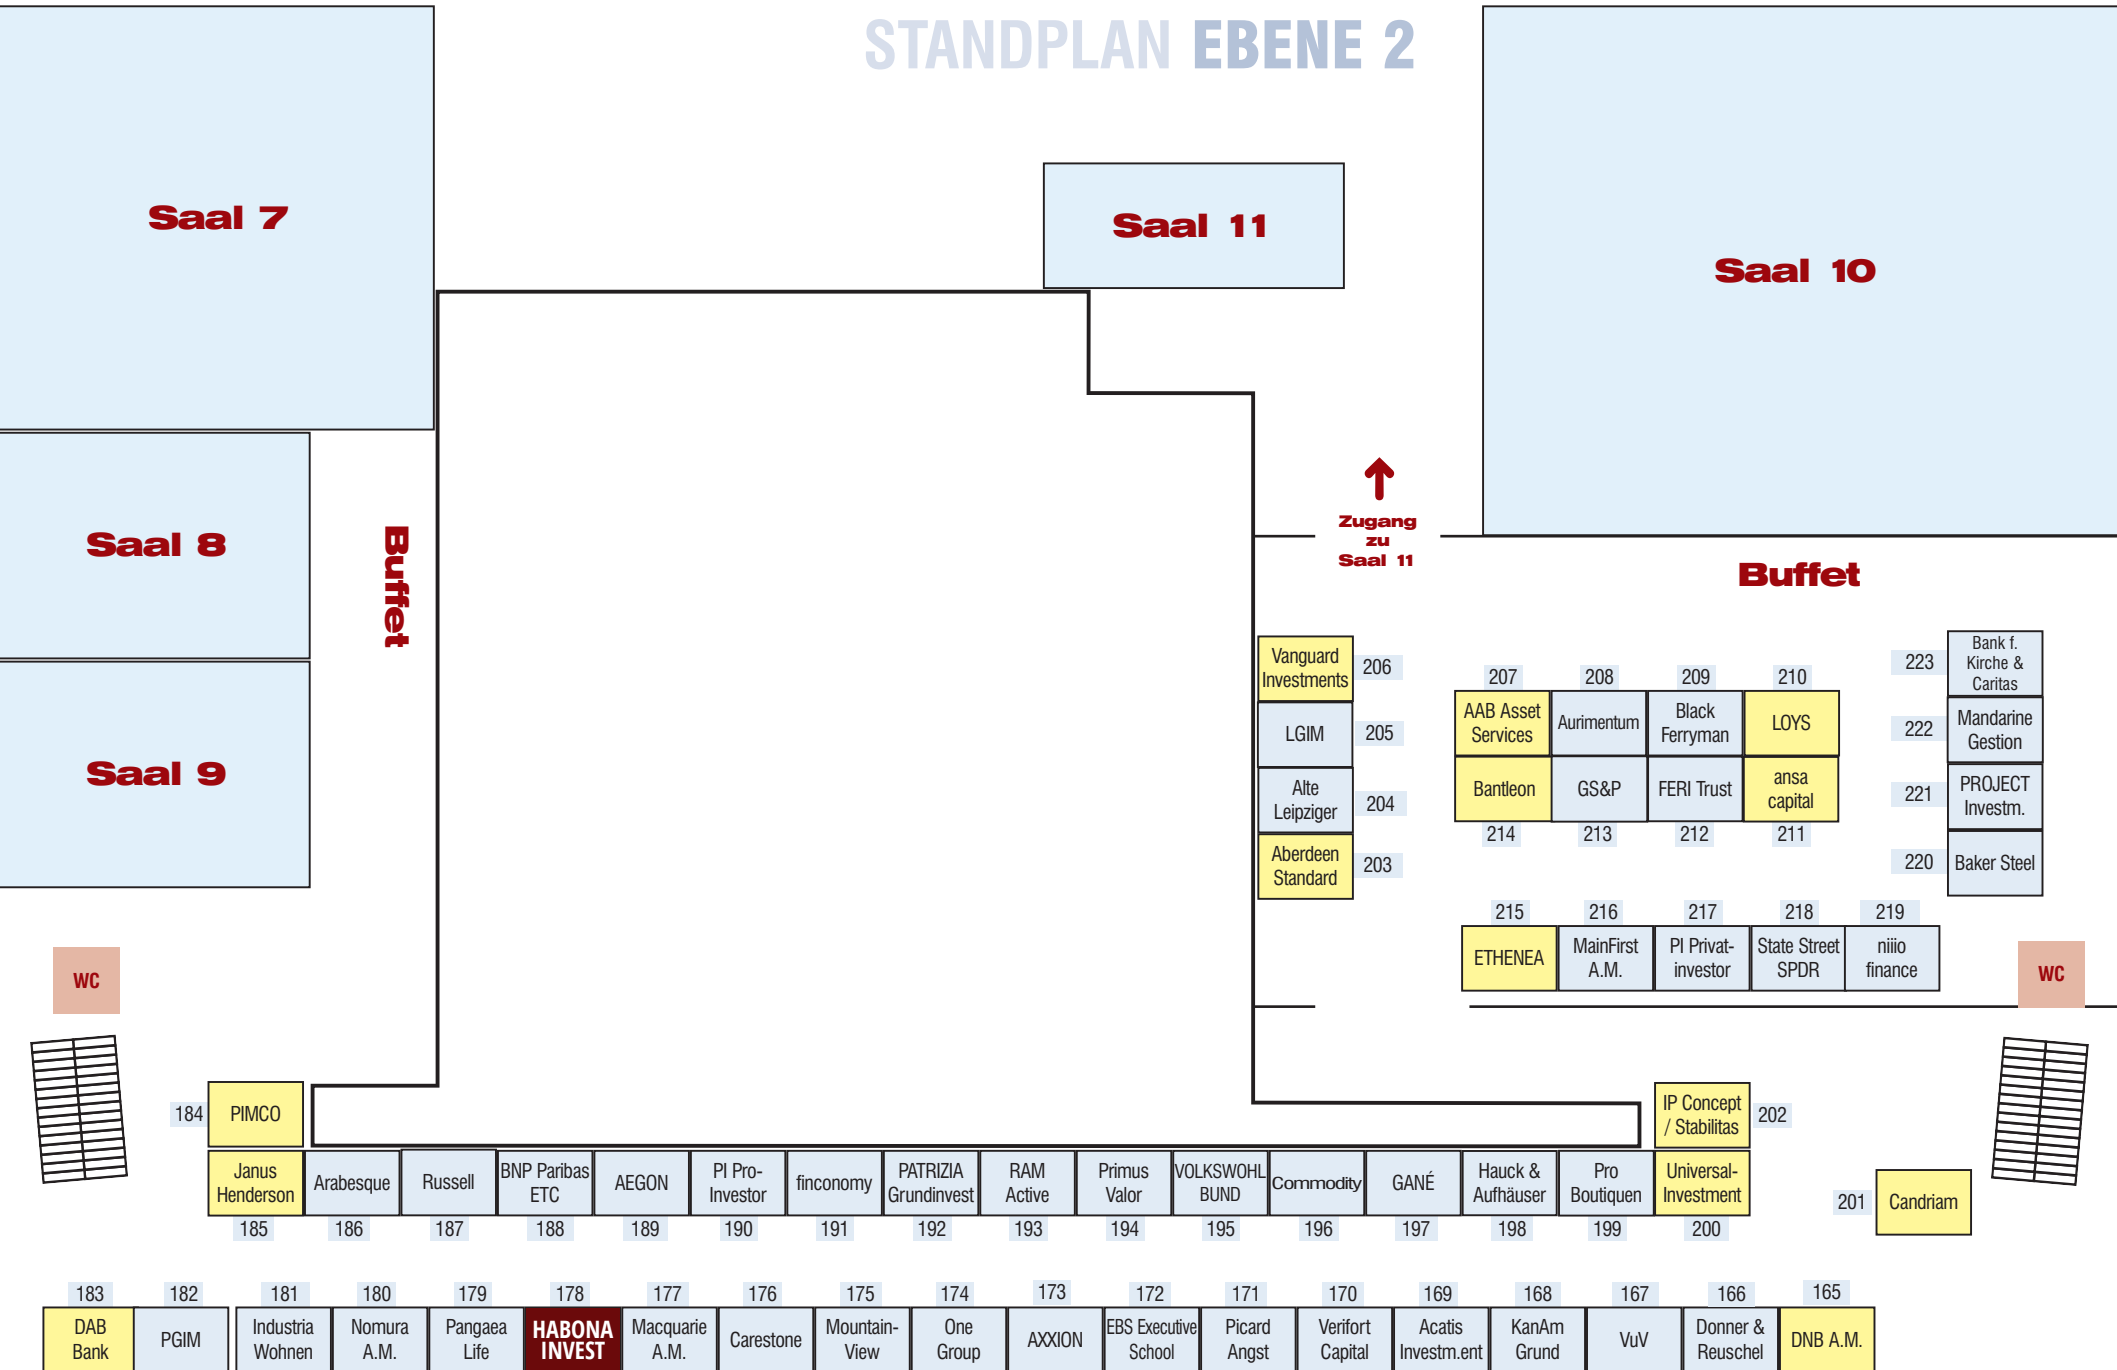 STANDPLAN EBENE 2
Saal 7
Saal 11
Saal 10
Saal 8
Buffet
Saal 9
Zugang
zu
Saal 11
Buffet
Vanguard
Investments
206
LGIM
205
Alte
Leipziger
204
Aberdeen
Standard
203
207
208
209
210
AAB Asset
Services
Aurimentum
Black
Ferryman
LOYS
Bantleon
GS&P
FERI Trust
ansa
capital
214
213
212
211
223
Bank f.
Kirche &
Caritas
222
Mandarine
Gestion
221
PROJECT
Investm.
220
Baker Steel
215
216
217
218
219
ETHENEA
MainFirst
A.M.
PI Privat-
investor
State Street
SPDR
niiio
finance
WC
WC
184
PIMCO
IP Concept
/ Stabilitas
202
Janus
Henderson
Arabesque
Russell
BNP Paribas
ETC
AEGON
PI Pro-
Investor
finconomy
PATRIZIA
Grundinvest
RAM
Active
Primus
Valor
VOLKSWOHL
BUND
Commodity
GANÉ
Hauck &
Aufhäuser
Pro
Boutiquen
Universal-
Investment
185
186
187
188
189
190
191
192
193
194
195
196
197
198
199
200
201
Candriam
183
182
181
180
179
178
177
176
175
174
173
172
171
170
169
168
167
166
165
DAB
Bank
PGIM
Industria
Wohnen
Nomura
A.M.
Pangaea
Life
HABONA
INVEST
Macquarie
A.M.
Carestone
Mountain-
View
One
Group
AXXION
EBS Executive
School
Picard
Angst
Verifort
Capital
Acatis
Investm.ent
KanAm
Grund
VuV
Donner &
Reuschel
DNB A.M.